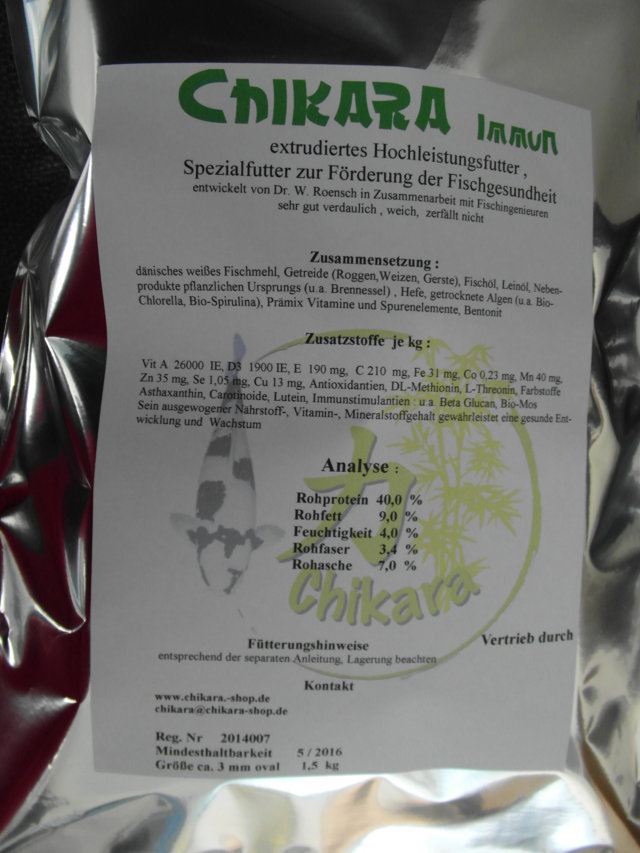 Chikara Immun
extrudiertes Hochleistungsfutter ,
Spezialfutter zur Förderung der Fischgesundheit
entwickelt von Dr. W. Roensch in Zusammenarbeit mit Fischingenieuren
sehr gut verdaulich , weich, zerfällt nicht
Zusammensetzung :
dänisches weißes Fischmehl, Getreide (Roggen,Weizen, Gerste), Fischöl, Leinöl, Neben-
produkte pflanzlichen Ursprungs (u.a. Brennessel) , Hefe, getrocknete Algen (u.a. Bio-
Chlorella, Bio-Spirulina), Prämix Vitamine und Spurenelemente, Bentonit
Zusatzstoffe je kg :
Vit A 26000 IE, D3 1900 IE, E 190 mg, C 210 mg, Fe 31 mg, Co 0,23 mg, Mn 40 mg,
Zn 35 mg, Se 1,05 mg, Cu 13 mg, Antioxidantien, DL-Methionin, L-Threonin, Farbstoffe
Asthaxanthin, Carotinoide, Lutein, Immunstimulantien : u.a. Beta Glucan, Bio-Mos
Sein ausgewogener Nährstoff-, Vitamin-, Mineralstoffgehalt gewährleistet eine gesunde Ent-
wicklung und Wachstum
Analyse :
Rohprotein 40,0 %
Rohfett 9,0 %
Feuchtigkeit 4,0 %
Rohfaser 3,4 %
Rohasche 7,0 %
力
Chikara
Fütterungshinweise
entsprechend der separaten Anleitung, Lagerung beachten
Vertrieb durch
Kontakt
www.chikara.-shop.de
chikara@chikara-shop.de
Reg. Nr 2014007
Mindesthaltbarkeit 5 / 2016
Größe ca. 3 mm oval 1,5 kg